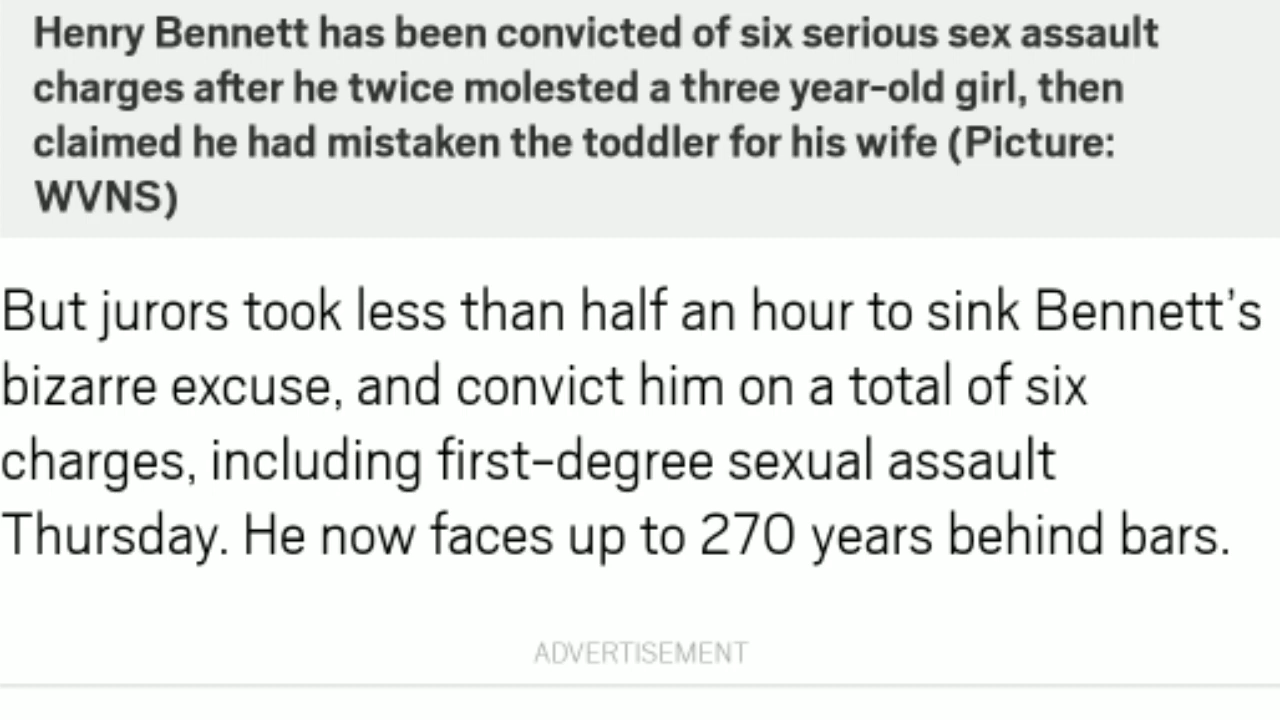 Henry Bennett has been convicted of six serious sex assault
charges after he twice molested a three year-old girl, then
claimed he had mistaken the toddler for his wife (Picture:
WVNS)
But jurors took less than half an hour to sink Bennett's
bizarre excuse, and convict him on a total of six
charges, including first-degree sexual assault
Thursday. He now faces up to 270 years behind bars.
ADVERTISEMENT